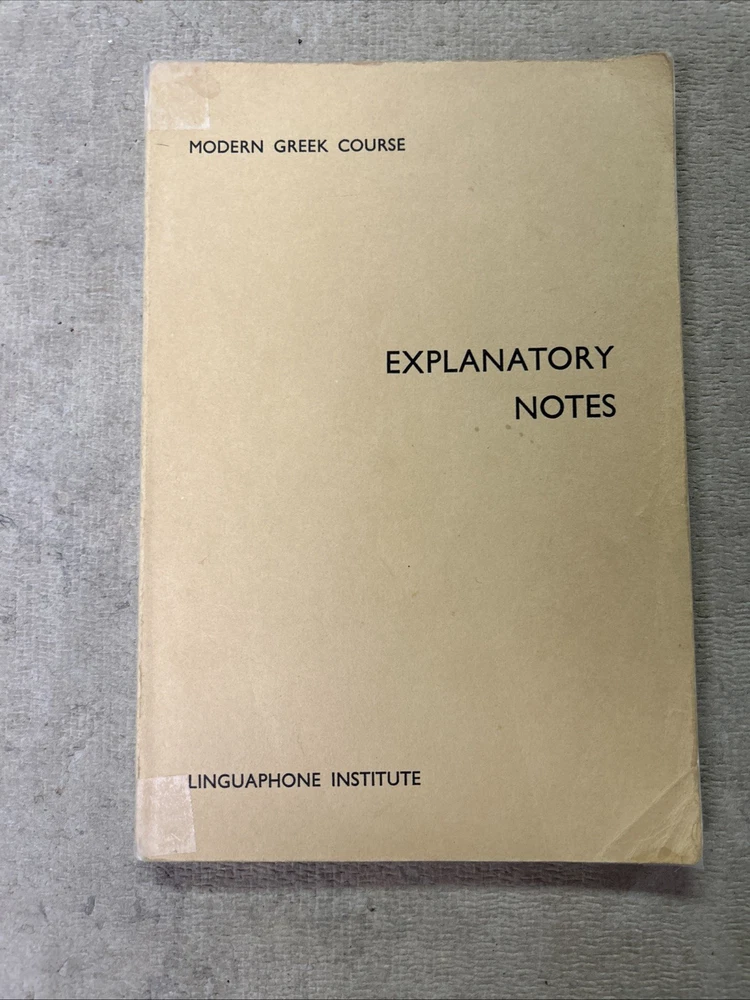 MODERN GREEK COURSE
EXPLANATORY
NOTES
LINGUAPHONE INSTITUTE